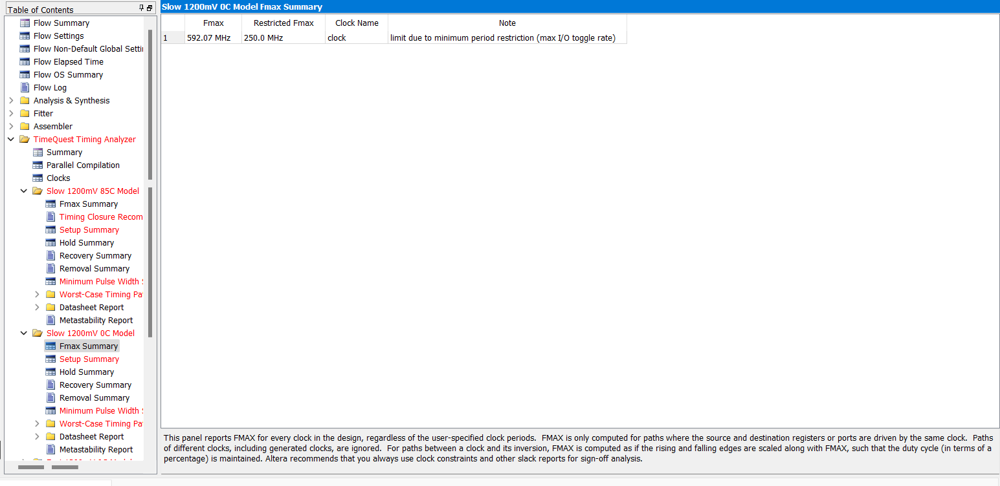 Table of Contents
Flow Summary
Flow Settings
Flow Non-Default Global Setti
Flow Elapsed Time
Flow OS Summary
Flow Log
Analysis & Synthesis
Fitter
Assembler
TimeQuest Timing Analyzer
Summary
Parallel Compilation
Clocks
Slow 1200mV 85C Model
Fmax Summary
Timing Closure Recom
Setup Summary
Hold Summary
Recovery Summary
Removal Summary
Minimum Pulse Width S
Worst-Case Timing Pa
Datasheet Report
Metastability Report
Slow 1200mV 0C Model
Fmax Summary
Setup Summary
Hold Summary
Recovery Summary
Removal Summary
Minimum Pulse Width S
Worst-Case Timing Pa
Datasheet Report
Metastability Report
Slow 1200mV 0C Model Fmax Summary
Fmax Restricted Fmax Clock Name Note
1 592.07 MHz 250.0 MHz clock limit due to minimum period restriction (max I/O toggle rate)
This panel reports FMAX for every clock in the design, regardless of the user-specified clock periods. FMAX is only computed for paths where the source and destination registers or ports are driven by the same clock. Paths
of different clocks, including generated clocks, are ignored. For paths between a clock and its inversion, FMAX is computed as if the rising and falling edges are scaled along with FMAX, such that the duty cycle (in terms of a
percentage) is maintained. Altera recommends that you always use clock constraints and other slack reports for sign-off analysis.